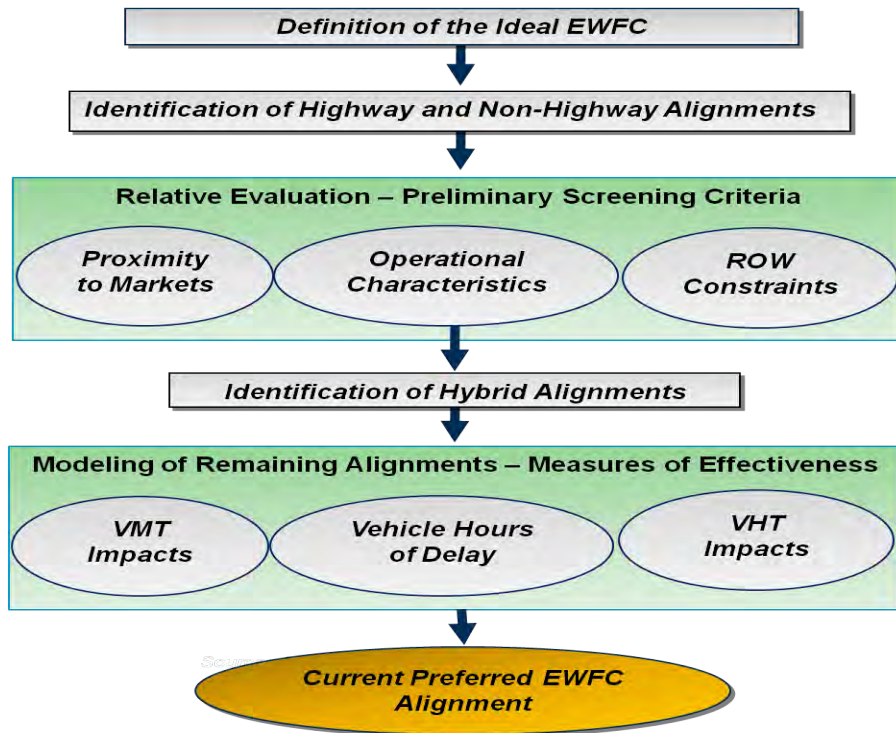 Definition of the Ideal EWFC
Identification of Highway and Non-Highway Alignments
Relative Evaluation – Preliminary Screening Criteria
Proximity
to Markets
Operational
Characteristics
ROW
Constraints
Identification of Hybrid Alignments
Modeling of Remaining Alignments – Measures of Effectiveness
VMT
Impacts
Vehicle Hours
of Delay
VHT
Impacts
Current Preferred EWFC
Alignment